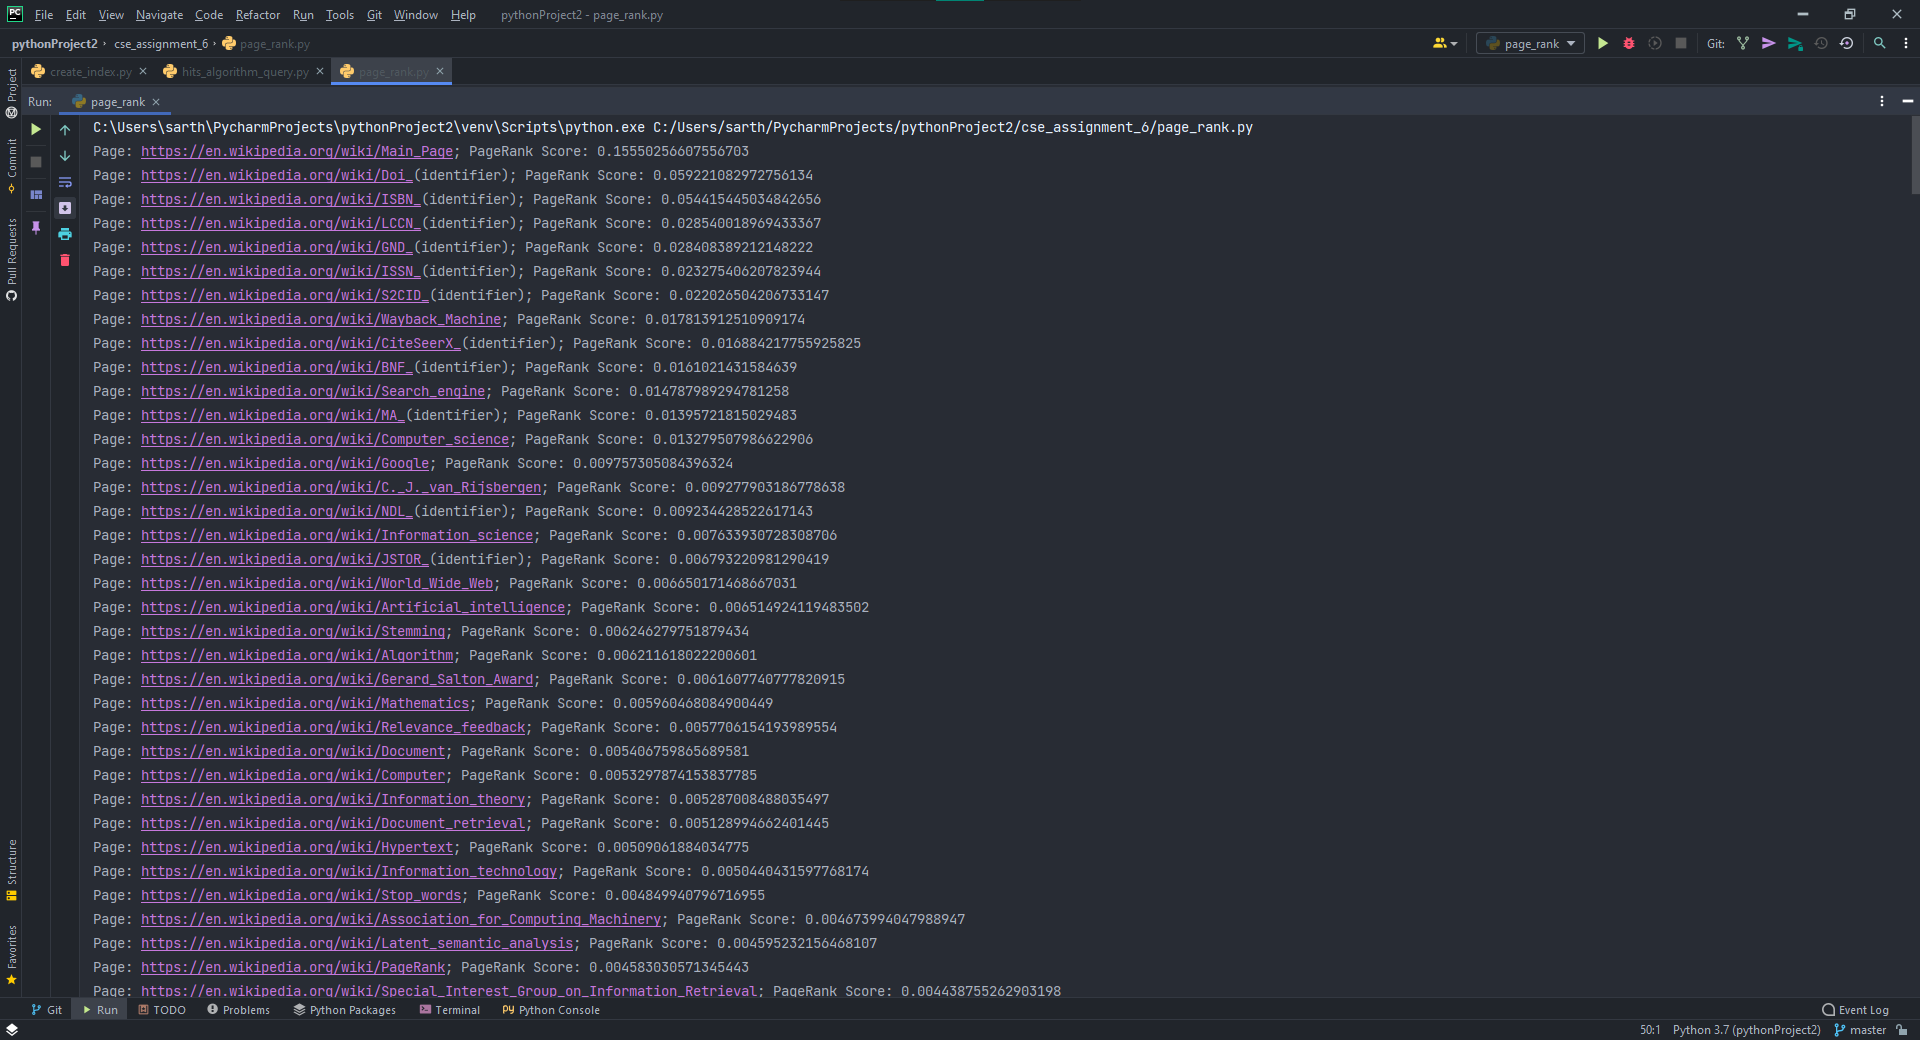 PC File Edit View Navigate Code Refactor Run Tools Git Window Help pythonProject2 - page_rank.py
pythonProject2 › cse_assignment_6 › page_rank.py page_rank Git:
create_index.py hits_algorithm_query.py page_rank.py
Run: page_rank
C:\Users\sarth\PycharmProjects\pythonProject2\venv\Scripts\python.exe C:/Users/sarth/PycharmProjects/pythonProject2/cse_assignment_6/page_rank.py
Page: https://en.wikipedia.org/wiki/Main_Page; PageRank Score: 0.15550256607556703
Page: https://en.wikipedia.org/wiki/Doi_(identifier); PageRank Score: 0.059221082972756134
Page: https://en.wikipedia.org/wiki/ISBN_(identifier); PageRank Score: 0.054415445034842656
Page: https://en.wikipedia.org/wiki/LCCN_(identifier); PageRank Score: 0.028540018969433367
Page: https://en.wikipedia.org/wiki/GND_(identifier); PageRank Score: 0.028408389212148222
Page: https://en.wikipedia.org/wiki/ISSN_(identifier); PageRank Score: 0.023275406207823944
Page: https://en.wikipedia.org/wiki/S2CID_(identifier); PageRank Score: 0.022026504206733147
Page: https://en.wikipedia.org/wiki/Wayback_Machine; PageRank Score: 0.017813912510909174
Page: https://en.wikipedia.org/wiki/CiteSeerX_(identifier); PageRank Score: 0.016884217755925825
Page: https://en.wikipedia.org/wiki/BNF_(identifier); PageRank Score: 0.0161021431584639
Page: https://en.wikipedia.org/wiki/Search_engine; PageRank Score: 0.014787989294781258
Page: https://en.wikipedia.org/wiki/MA_(identifier); PageRank Score: 0.01395721815029483
Page: https://en.wikipedia.org/wiki/Computer_science; PageRank Score: 0.013279507986622906
Page: https://en.wikipedia.org/wiki/Google; PageRank Score: 0.009757305084396324
Page: https://en.wikipedia.org/wiki/C._J._van_Rijsbergen; PageRank Score: 0.009277903186778638
Page: https://en.wikipedia.org/wiki/NDL_(identifier); PageRank Score: 0.009234428522617143
Page: https://en.wikipedia.org/wiki/Information_science; PageRank Score: 0.007633930728308706
Page: https://en.wikipedia.org/wiki/JSTOR_(identifier); PageRank Score: 0.006793220981290419
Page: https://en.wikipedia.org/wiki/World_Wide_Web; PageRank Score: 0.006650171468667031
Page: https://en.wikipedia.org/wiki/Artificial_intelligence; PageRank Score: 0.006514924119483502
Page: https://en.wikipedia.org/wiki/Stemming; PageRank Score: 0.006246279751879434
Page: https://en.wikipedia.org/wiki/Algorithm; PageRank Score: 0.006211618022200601
Page: https://en.wikipedia.org/wiki/Gerard_Salton_Award; PageRank Score: 0.0061607740777820915
Page: https://en.wikipedia.org/wiki/Mathematics; PageRank Score: 0.005960468084900449
Page: https://en.wikipedia.org/wiki/Relevance_feedback; PageRank Score: 0.0057706154193989554
Page: https://en.wikipedia.org/wiki/Document; PageRank Score: 0.005406759865689581
Page: https://en.wikipedia.org/wiki/Computer; PageRank Score: 0.0053297874153837785
Page: https://en.wikipedia.org/wiki/Information_theory; PageRank Score: 0.005287008488035497
Page: https://en.wikipedia.org/wiki/Document_retrieval; PageRank Score: 0.005128994662401445
Page: https://en.wikipedia.org/wiki/Hypertext; PageRank Score: 0.00509061884034775
Page: https://en.wikipedia.org/wiki/Information_technology; PageRank Score: 0.0050440431597768174
Page: https://en.wikipedia.org/wiki/Stop_words; PageRank Score: 0.004849940796716955
Page: https://en.wikipedia.org/wiki/Association_for_Computing_Machinery; PageRank Score: 0.004673994047988947
Page: https://en.wikipedia.org/wiki/Latent_semantic_analysis; PageRank Score: 0.004595232156468107
Page: https://en.wikipedia.org/wiki/PageRank; PageRank Score: 0.004583030571345443
Page: https://en.wikipedia.org/wiki/Special_Interest_Group_on_Information_Retrieval; PageRank Score: 0.004438755262903198
Project
Commit
Pull Requests
Structure
Favorites
Git Run TODO Problems Python Packages Terminal Python Console Event Log
50:1 Python 3.7 (pythonProject2) master